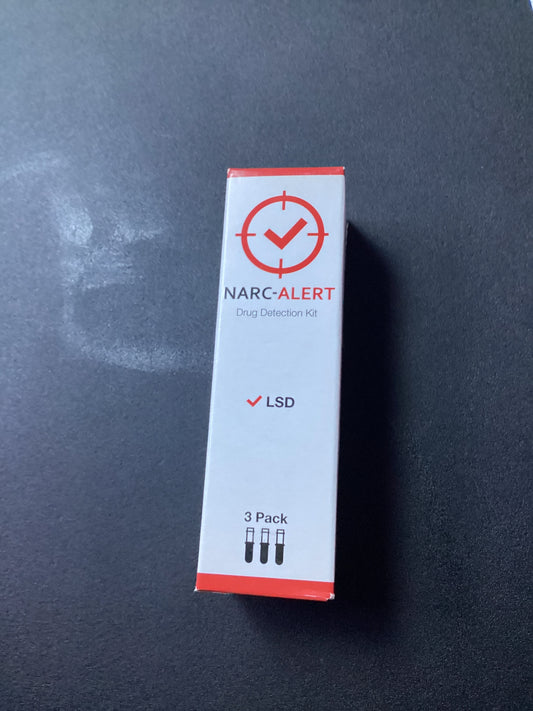 NARC-ALERT
Drug Detection Kit
LSD
3 Pack